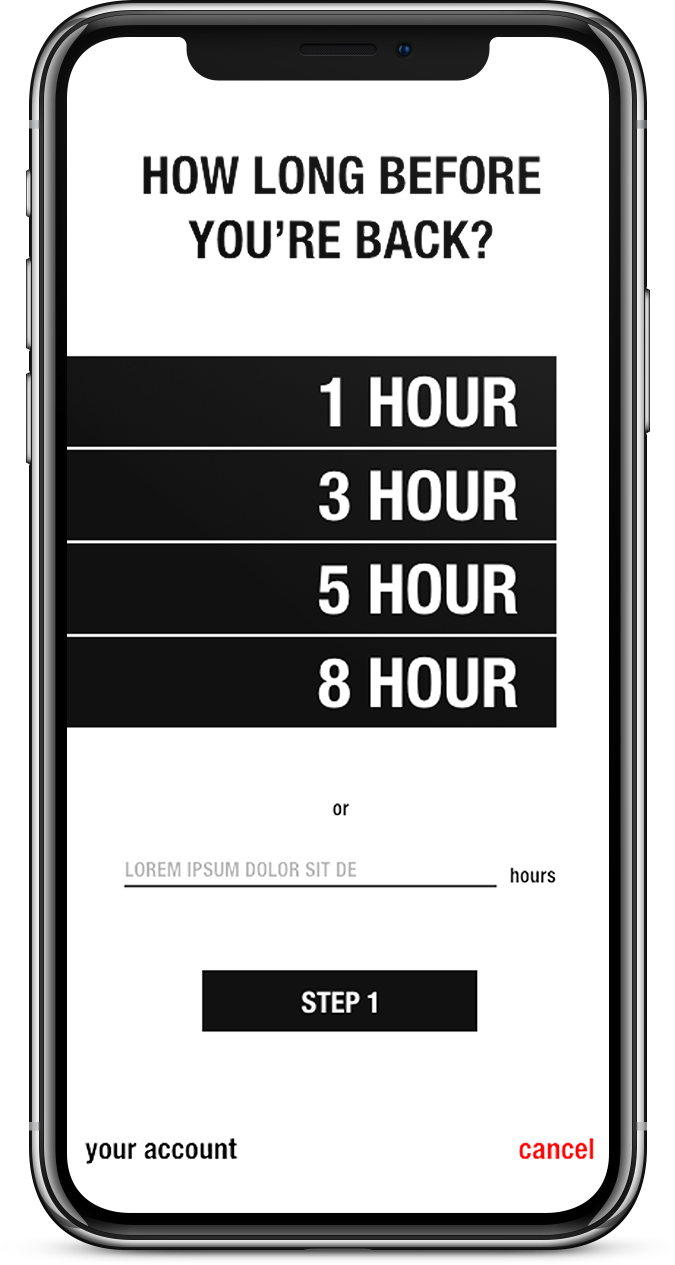 HOW LONG BEFORE
YOU’RE BACK?
1 HOUR
3 HOUR
5 HOUR
8 HOUR
or
LOREM IPSUM DOLOR SIT DE
hours
STEP 1
your account
cancel